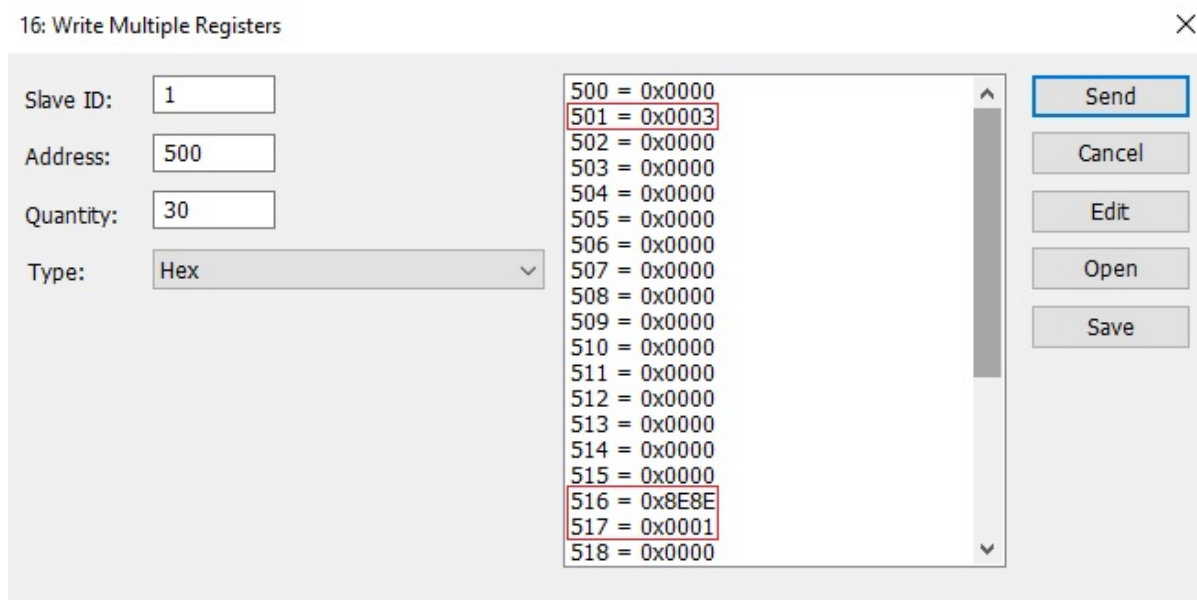 16: Write Multiple Registers
Slave ID: 1
Address: 500
Quantity: 30
Type: Hex
500 = 0x0000
501 = 0x0003
502 = 0x0000
503 = 0x0000
504 = 0x0000
505 = 0x0000
506 = 0x0000
507 = 0x0000
508 = 0x0000
509 = 0x0000
510 = 0x0000
511 = 0x0000
512 = 0x0000
513 = 0x0000
514 = 0x0000
515 = 0x0000
516 = 0x8E8E
517 = 0x0001
518 = 0x0000
Send
Cancel
Edit
Open
Save